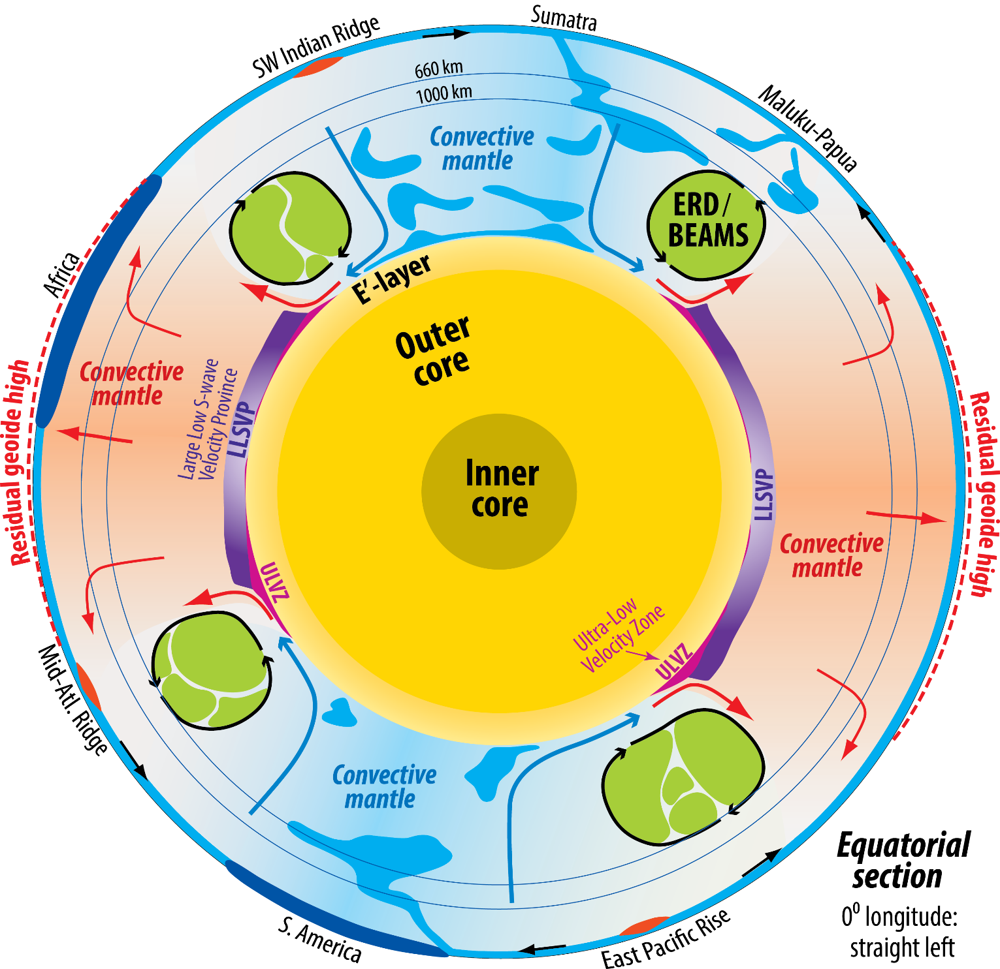 Sumatra
SW Indian Ridge
660 km
1000 km
Maluku-Papua
Convective
mantle
ERD /
BEAMS
Africa
E′-layer
Outer
core
Convective
mantle
Large Low S-wave
Velocity Province
LLSVP
Residual geoide high
Inner
core
LLSVP
Residual geoide high
Convective
mantle
ULVZ
Ultra-Low
Velocity Zone
ULVZ
Mid-Atl. Ridge
Convective
mantle
S. America
East Pacific Rise
Equatorial
section
0⁰ longitude:
straight left